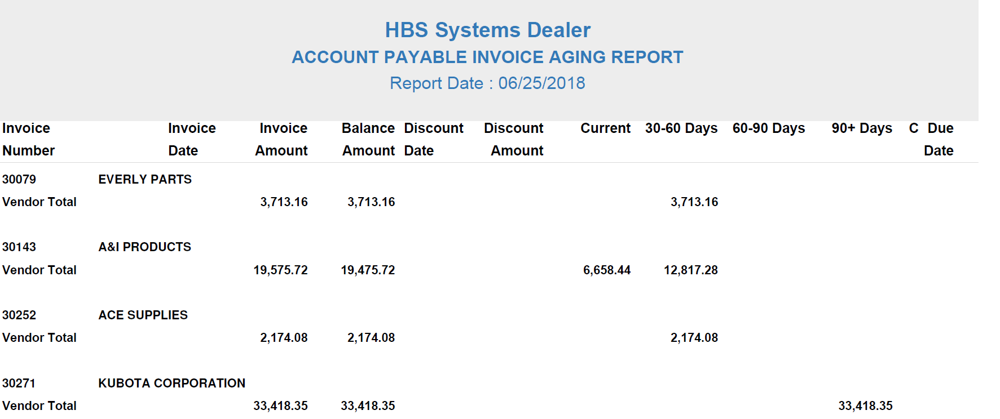 HBS Systems Dealer
ACCOUNT PAYABLE INVOICE AGING REPORT
Report Date : 06/25/2018
Invoice Invoice Invoice Balance Discount Discount Current 30-60 Days 60-90 Days 90+ Days C Due
Number Date Amount Amount Date Amount Date
30079 EVERLY PARTS
Vendor Total 3,713.16 3,713.16 3,713.16
30143 A&I PRODUCTS
Vendor Total 19,575.72 19,475.72 6,658.44 12,817.28
30252 ACE SUPPLIES
Vendor Total 2,174.08 2,174.08 2,174.08
30271 KUBOTA CORPORATION
Vendor Total 33,418.35 33,418.35 33,418.35